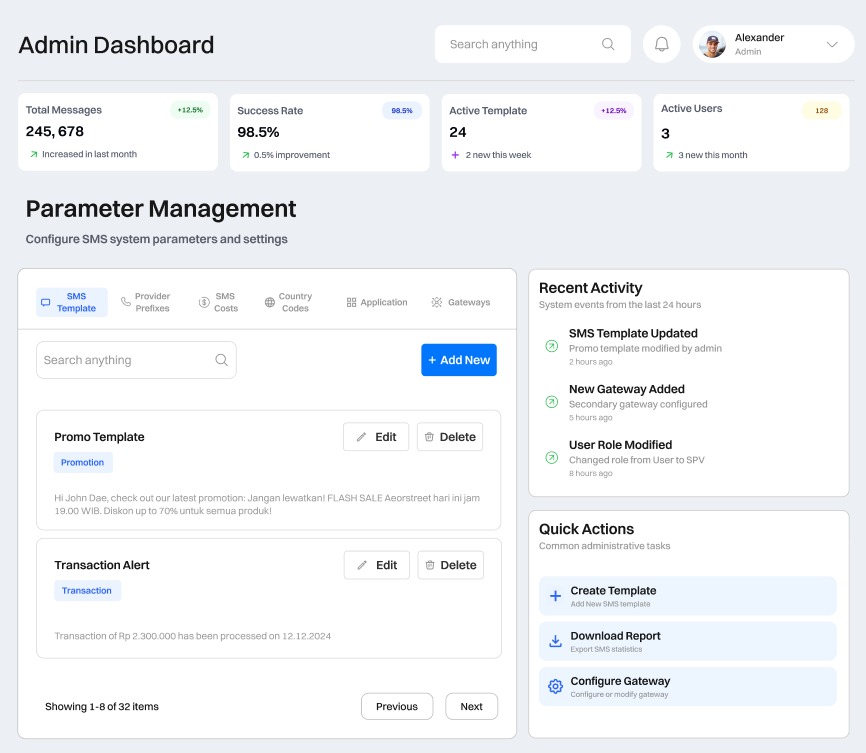 Admin Dashboard
Search anything
Alexander
Admin
Total Messages
+12.5%
245, 678
Increased in last month
Success Rate
98.5%
98.5%
0.5% improvement
Active Template
+12.5%
24
2 new this week
Active Users
128
3
3 new this month
Parameter Management
Configure SMS system parameters and settings
SMS
Template
Provider
Prefixes
SMS
Costs
Country
Codes
Application
Gateways
Search anything
+ Add New
Promo Template
Edit
Delete
Promotion
Hi John Dae, check out our latest promotion: Jangan lewatkan! FLASH SALE Aeorstreet hari ini jam
19.00 WIB. Diskon up to 70% untuk semua produk!
Transaction Alert
Edit
Delete
Transaction
Transaction of Rp 2.300.000 has been processed on 12.12.2024
Showing 1-8 of 32 items
Previous
Next
Recent Activity
System events from the last 24 hours
SMS Template Updated
Promo template modified by admin
2 hours ago
New Gateway Added
Secondary gateway configured
5 hours ago
User Role Modified
Changed role from User to SPV
8 hours ago
Quick Actions
Common administrative tasks
Create Template
Add New SMS template
Download Report
Export SMS statistics
Configure Gateway
Configure or modify gateway